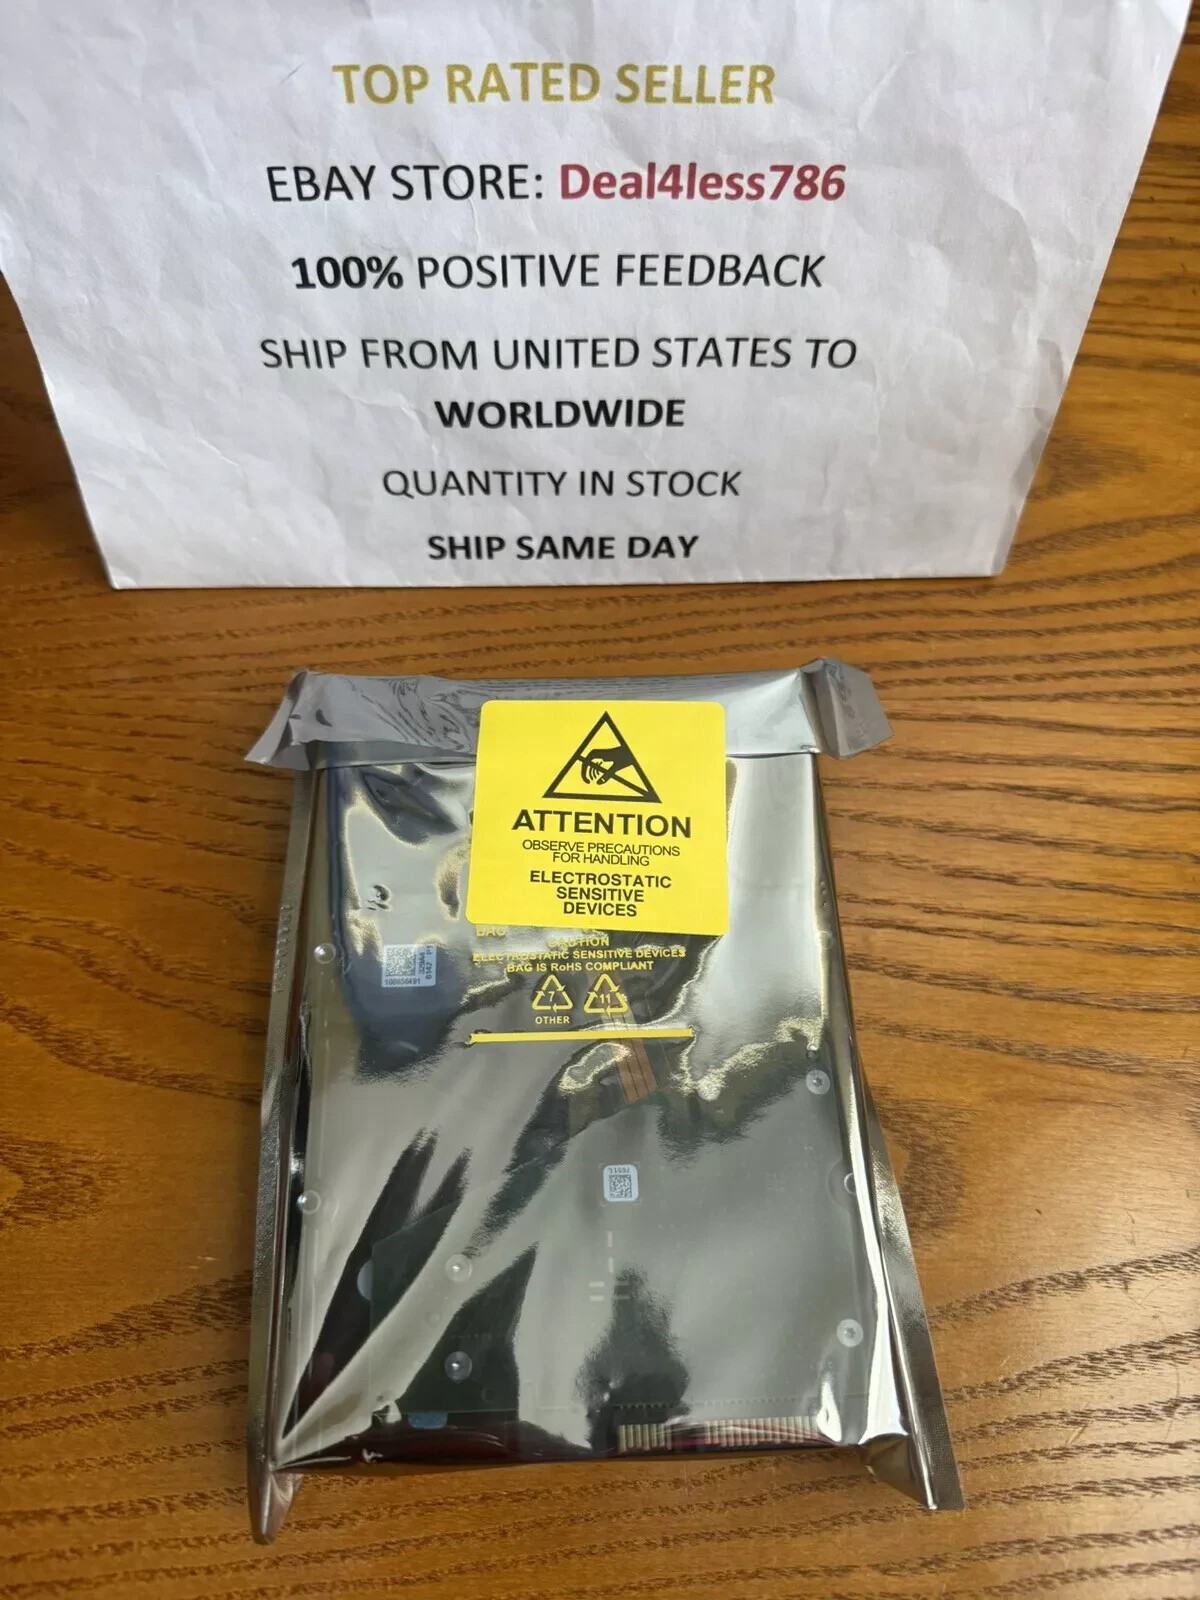 TOP RATED SELLER
EBAY STORE: Deal4less786
100% POSITIVE FEEDBACK
SHIP FROM UNITED STATES TO
WORLDWIDE
QUANTITY IN STOCK
SHIP SAME DAY
ATTENTION
OBSERVE PRECAUTIONS
FOR HANDLING
ELECTROSTATIC
SENSITIVE
DEVICES
BAG
CAUTION
ELECTROSTATIC SENSITIVE DEVICES
BAG IS RoHS COMPLIANT
7 11
OTHER